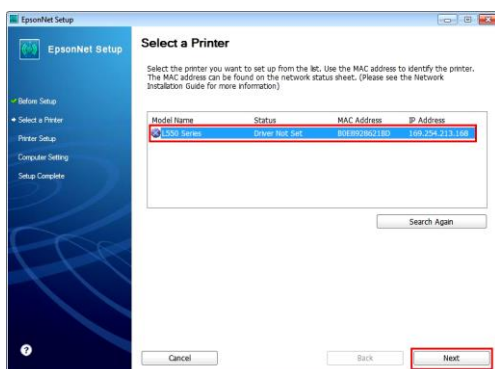 EpsonNet Setup
EpsonNet Setup
Before Setup
Select a Printer
Printer Setup
Computer Setting
Setup Complete
Select a Printer
Select the printer you want to set up from the list. Use the MAC address to identify the printer.
The MAC address can be found on the network status sheet. (Please see the Network
Installation Guide for more information)
Model Name Status MAC Address IP Address
L550 Series Driver Not Set B0E8928621BD 169.254.213.168
Search Again
?
Cancel Back Next